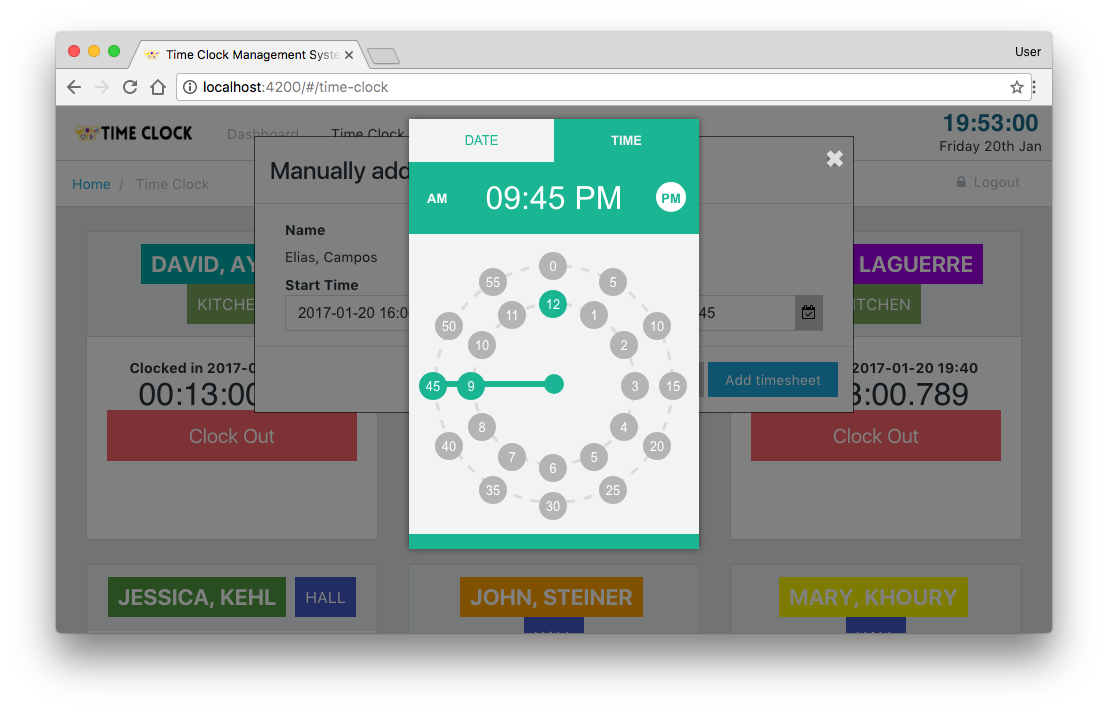 Time Clock Management Syste
User
localhost:4200/#/time-clock
TIME CLOCK
Dashboard
Time Clock
19:53:00
Friday 20th Jan
Home / Time Clock
Logout
Manually add
DATE
TIME
AM
09:45 PM
PM
Name
Elias, Campos
Start Time
2017-01-20 16:0
45
Add timesheet
0
5
10
15
20
25
30
35
40
45
50
55
12
1
2
3
4
5
6
7
8
9
10
11
DAVID, AY
KITCHE
Clocked in 2017-0
00:13:00
Clock Out
LAGUERRE
ITCHEN
2017-01-20 19:40
3:00.789
Clock Out
JESSICA, KEHL
HALL
JOHN, STEINER
HALL
MARY, KHOURY
HALL